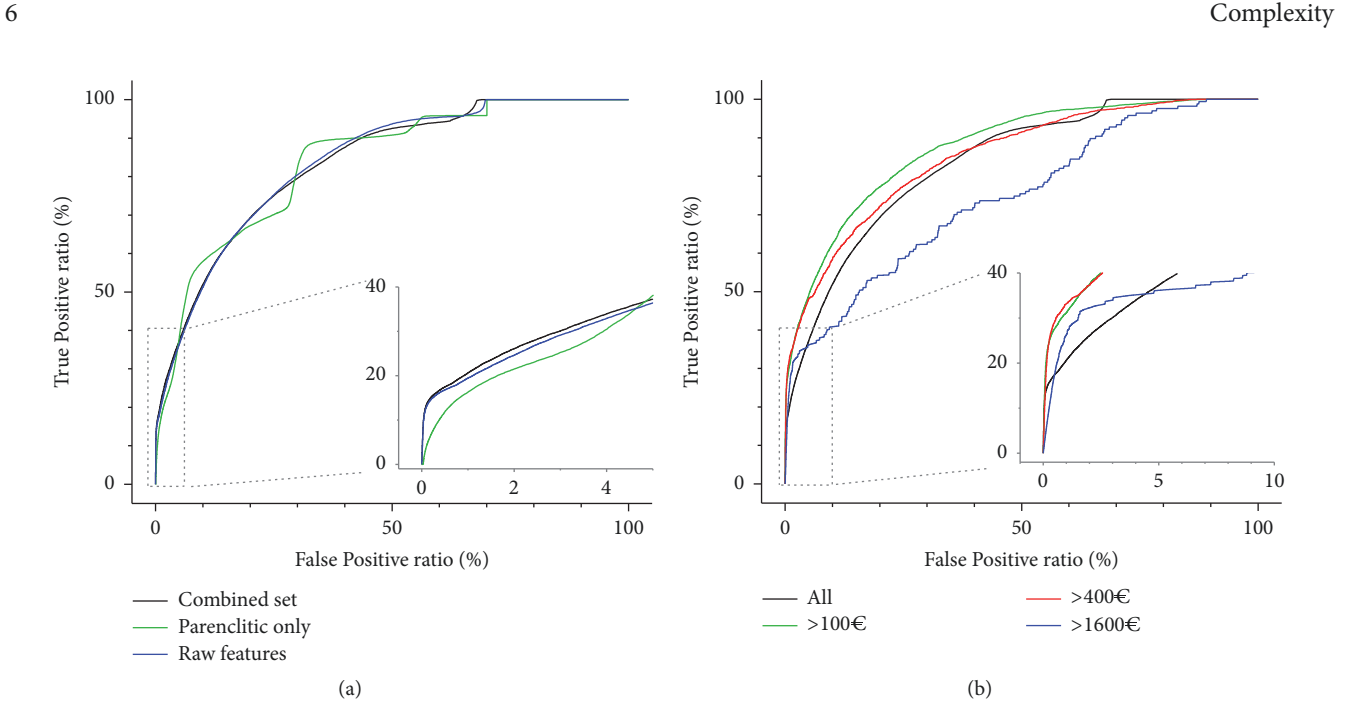 6
Complexity
100
50
0
True Positive ratio (%)
40
20
0
0
2
4
0
50
100
False Positive ratio (%)
Combined set
Parenclitic only
Raw features
(a)
100
50
0
True Positive ratio (%)
40
20
0
0
5
10
0
50
100
False Positive ratio (%)
All
>100€
>400€
>1600€
(b)